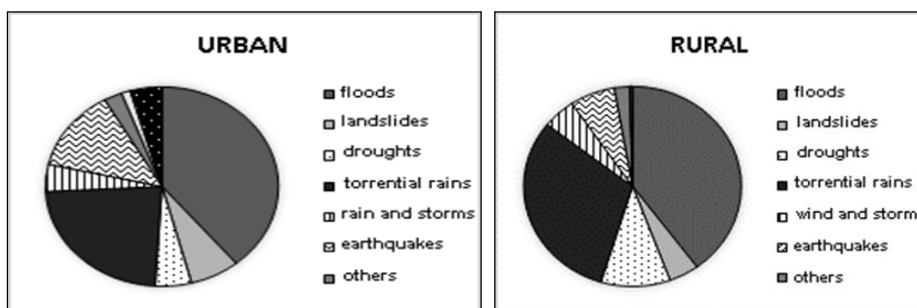 URBAN
floods
landslides
droughts
torrential rains
rain and storms
earthquakes
others
RURAL
floods
landslides
droughts
torrential rains
wind and storm
earthquakes
others